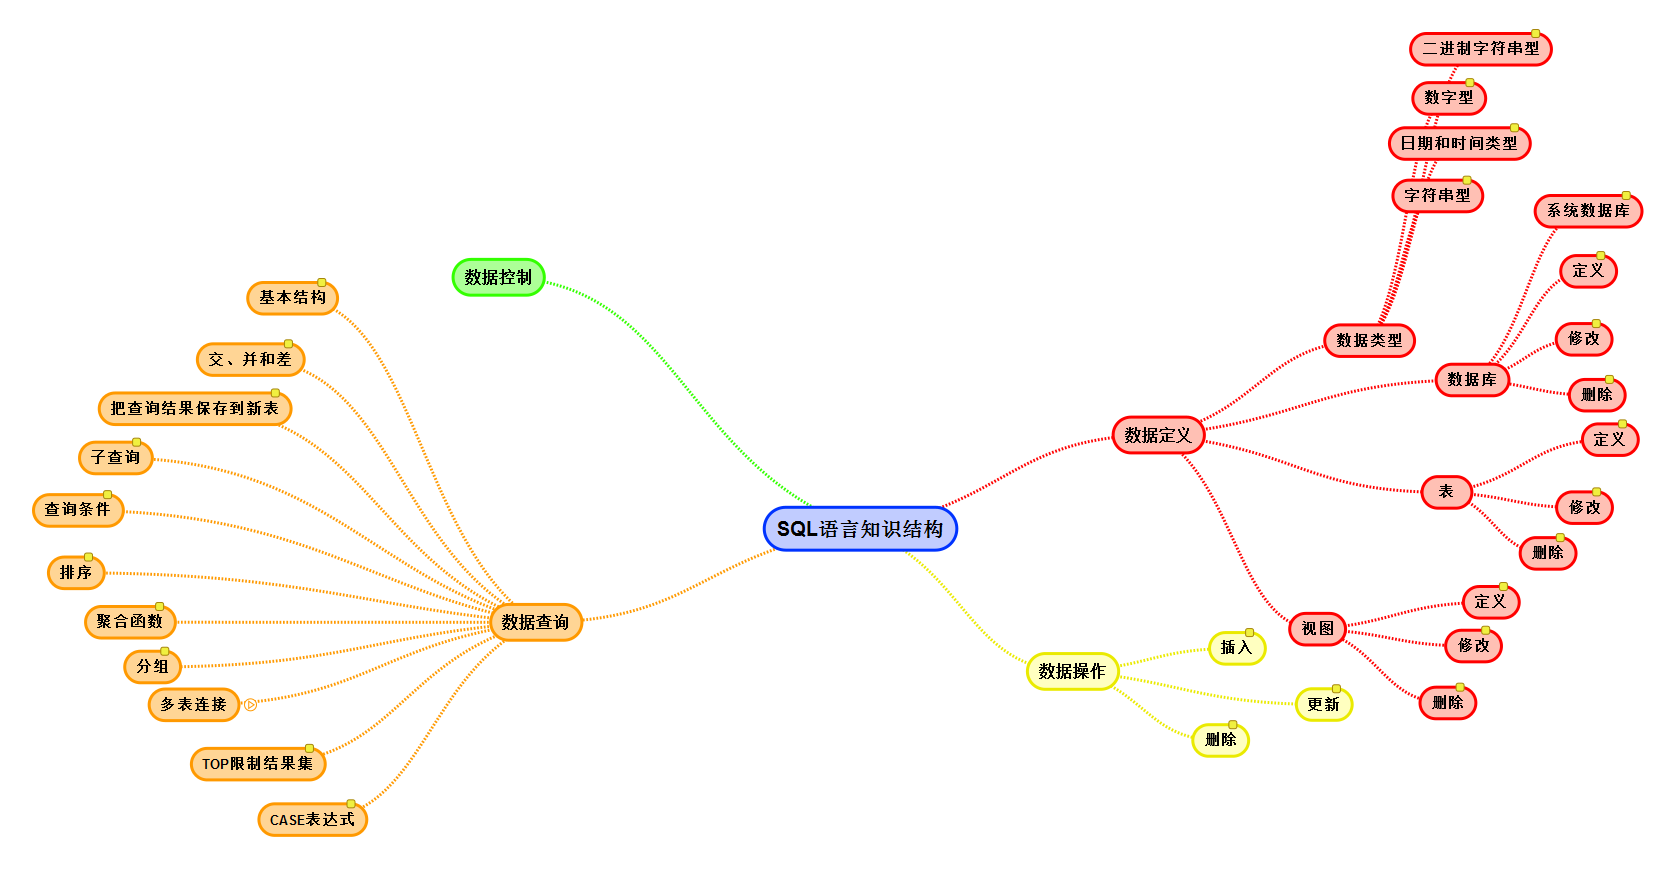 SQL语言知识结构
数据定义
数据类型
二进制字符串型
数字型
日期和时间类型
字符串型
数据库
系统数据库
定义
修改
删除
表
定义
修改
删除
视图
定义
修改
删除
数据操作
插入
更新
删除
数据查询
基本结构
交、并和差
把查询结果保存到新表
子查询
查询条件
排序
聚合函数
分组
多表连接
TOP限制结果集
CASE表达式
数据控制